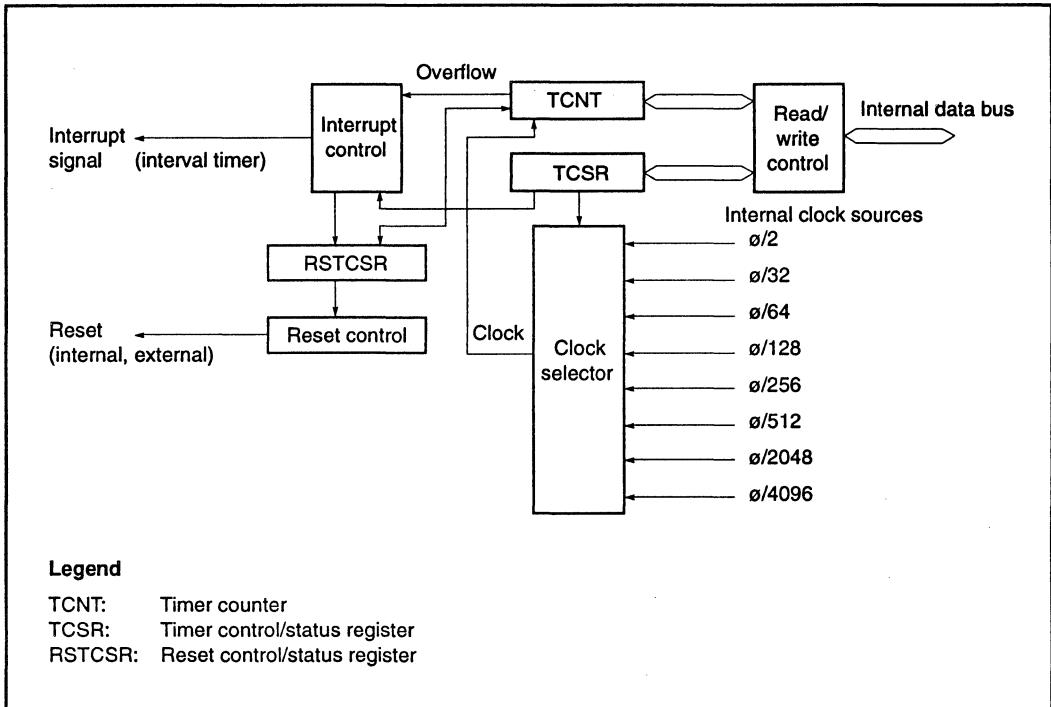 Overflow
TCNT
Interrupt control
Read/ write control
Internal data bus
Interrupt signal (interval timer)
TCSR
Internal clock sources
RSTCSR
Reset (internal, external)
Reset control
Clock
Clock selector
ø/2
ø/32
ø/64
ø/128
ø/256
ø/512
ø/2048
ø/4096
Legend
TCNT: Timer counter
TCSR: Timer control/status register
RSTCSR: Reset control/status register